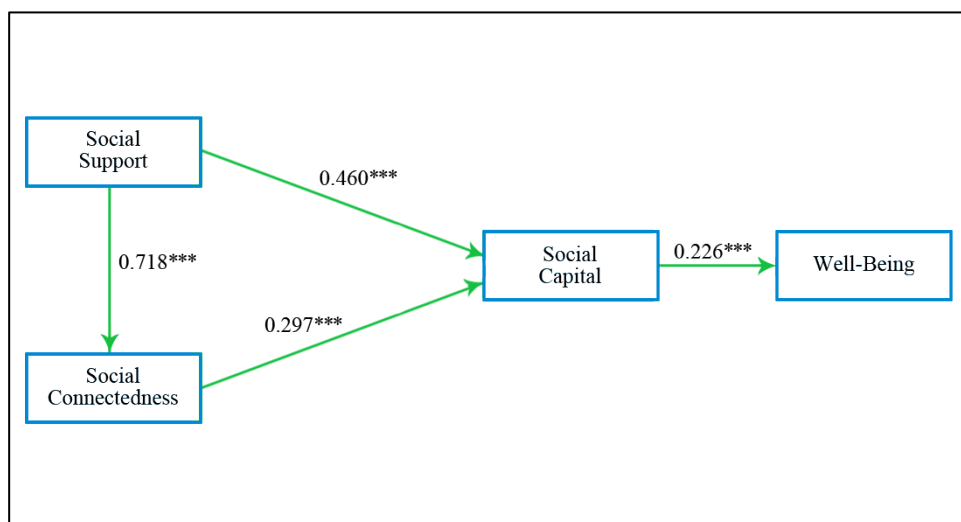 Social
Support
0.460***
0.718***
Social
Capital
0.226***
Well-Being
0.297***
Social
Connectedness